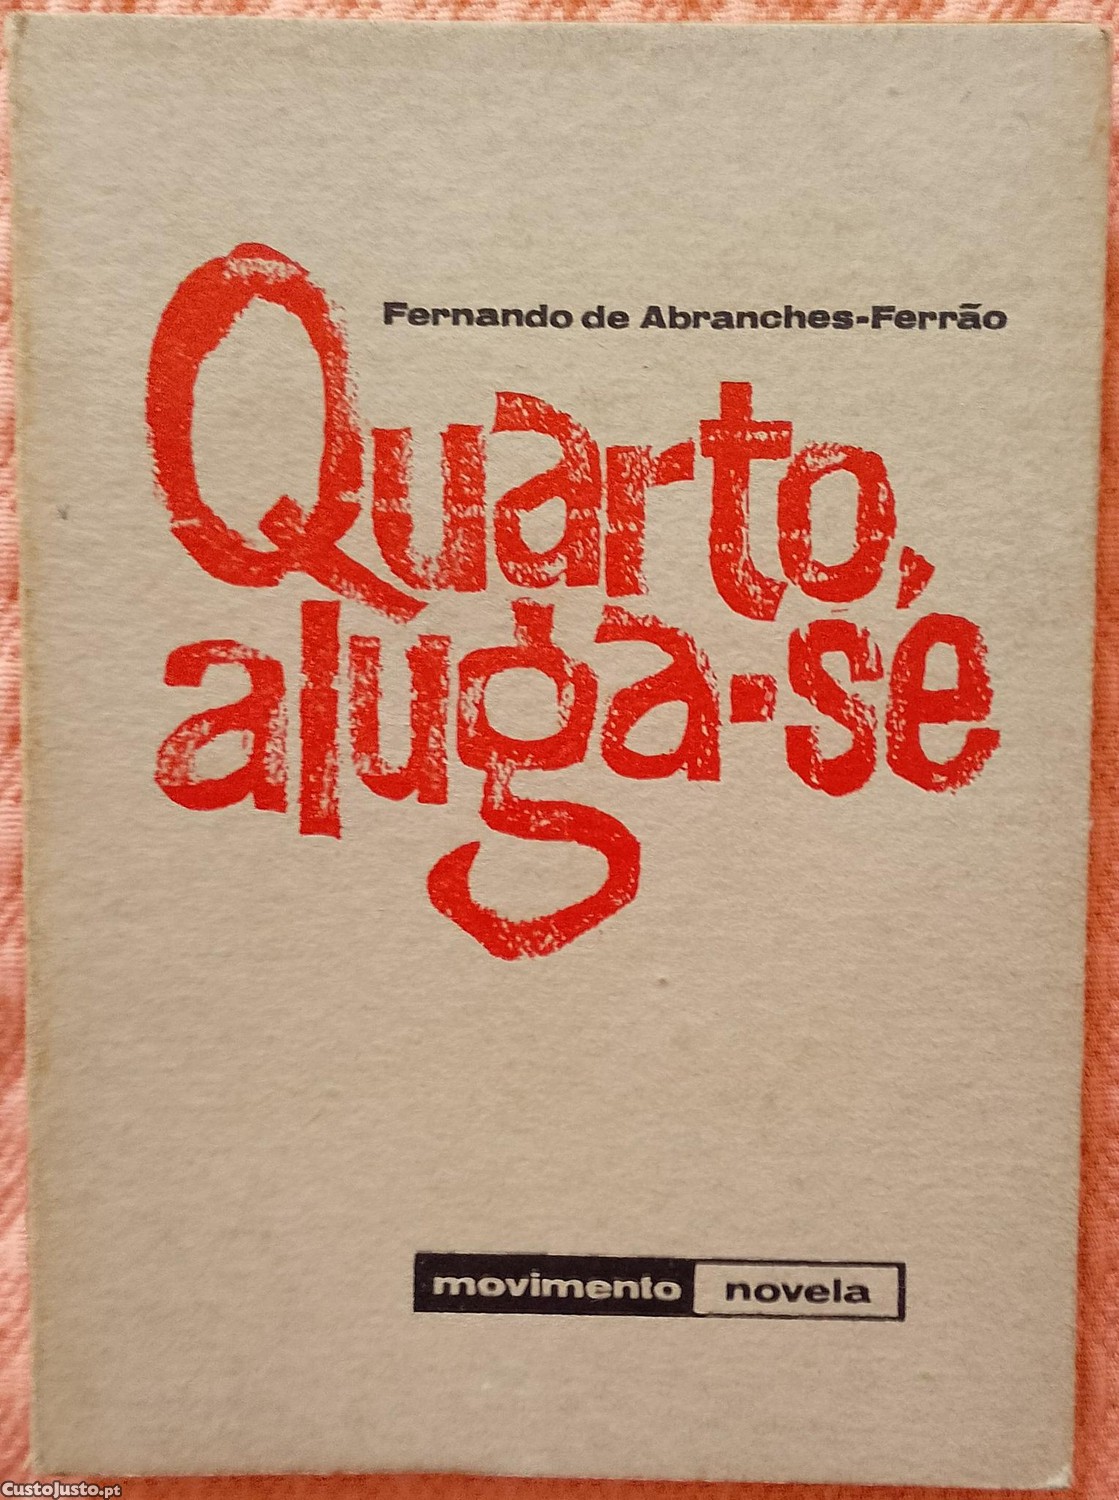 Fernando de Abranches-Ferrão
Quarto,
aluga-se
movimento novela
CustoJusto.pt